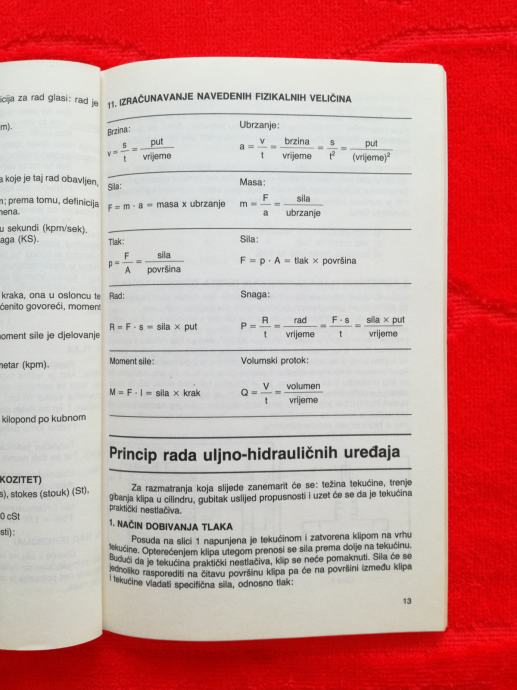 icija za rad glasi: rad je
m).
a koje je taj rad obavljen,
n; prema tomu, definicija
mena.
u sekundi (kpm/sek).
aga (KS).
kraka, ona u osloncu te
ćenito govoreći, moment
moment sile je djelovanje
metar (kpm).
kilopond po kubnom
KOZITET)
s), stokes (stouk) (St),
0 cSt
sti):
11. IZRAČUNAVANJE NAVEDENIH FIZIKALNIH VELIČINA
Brzina:
v = s/t = put/vrijeme
Ubrzanje:
a = v/t = brzina/vrijeme = s/t² = put/(vrijeme)²
Sila:
F = m · a = masa x ubrzanje
Masa:
m = F/a = sila/ubrzanje
Tlak:
p = F/A = sila/površina
Sila:
F = p · A = tlak × površina
Rad:
R = F · s = sila × put
Snaga:
P = R/t = rad/vrijeme = F · s/t = sila × put/vrijeme
Moment sile:
M = F · l = sila × krak
Volumski protok:
Q = V/t = volumen/vrijeme
Princip rada uljno-hidrauličnih uređaja
Za razmatranja koja slijede zanemarit će se: težina tekućine, trenje
gibanja klipa u cilindru, gubitak uslijed propusnosti i uzet će se da je tekućina
praktički nestlačiva.
1. NAČIN DOBIVANJA TLAKA
Posuda na slici 1 napunjena je tekućinom i zatvorena klipom na vrhu
tekućine. Opterećenjem klipa utegom prenosi se sila prema dolje na tekućinu.
Budući da je tekućina praktički nestlačiva, klip se neće pomaknuti. Sila će se
jednoliko rasporediti na čitavu površinu klipa pa će na površini između klipa
i tekućine vladati specifična sila, odnosno tlak:
13